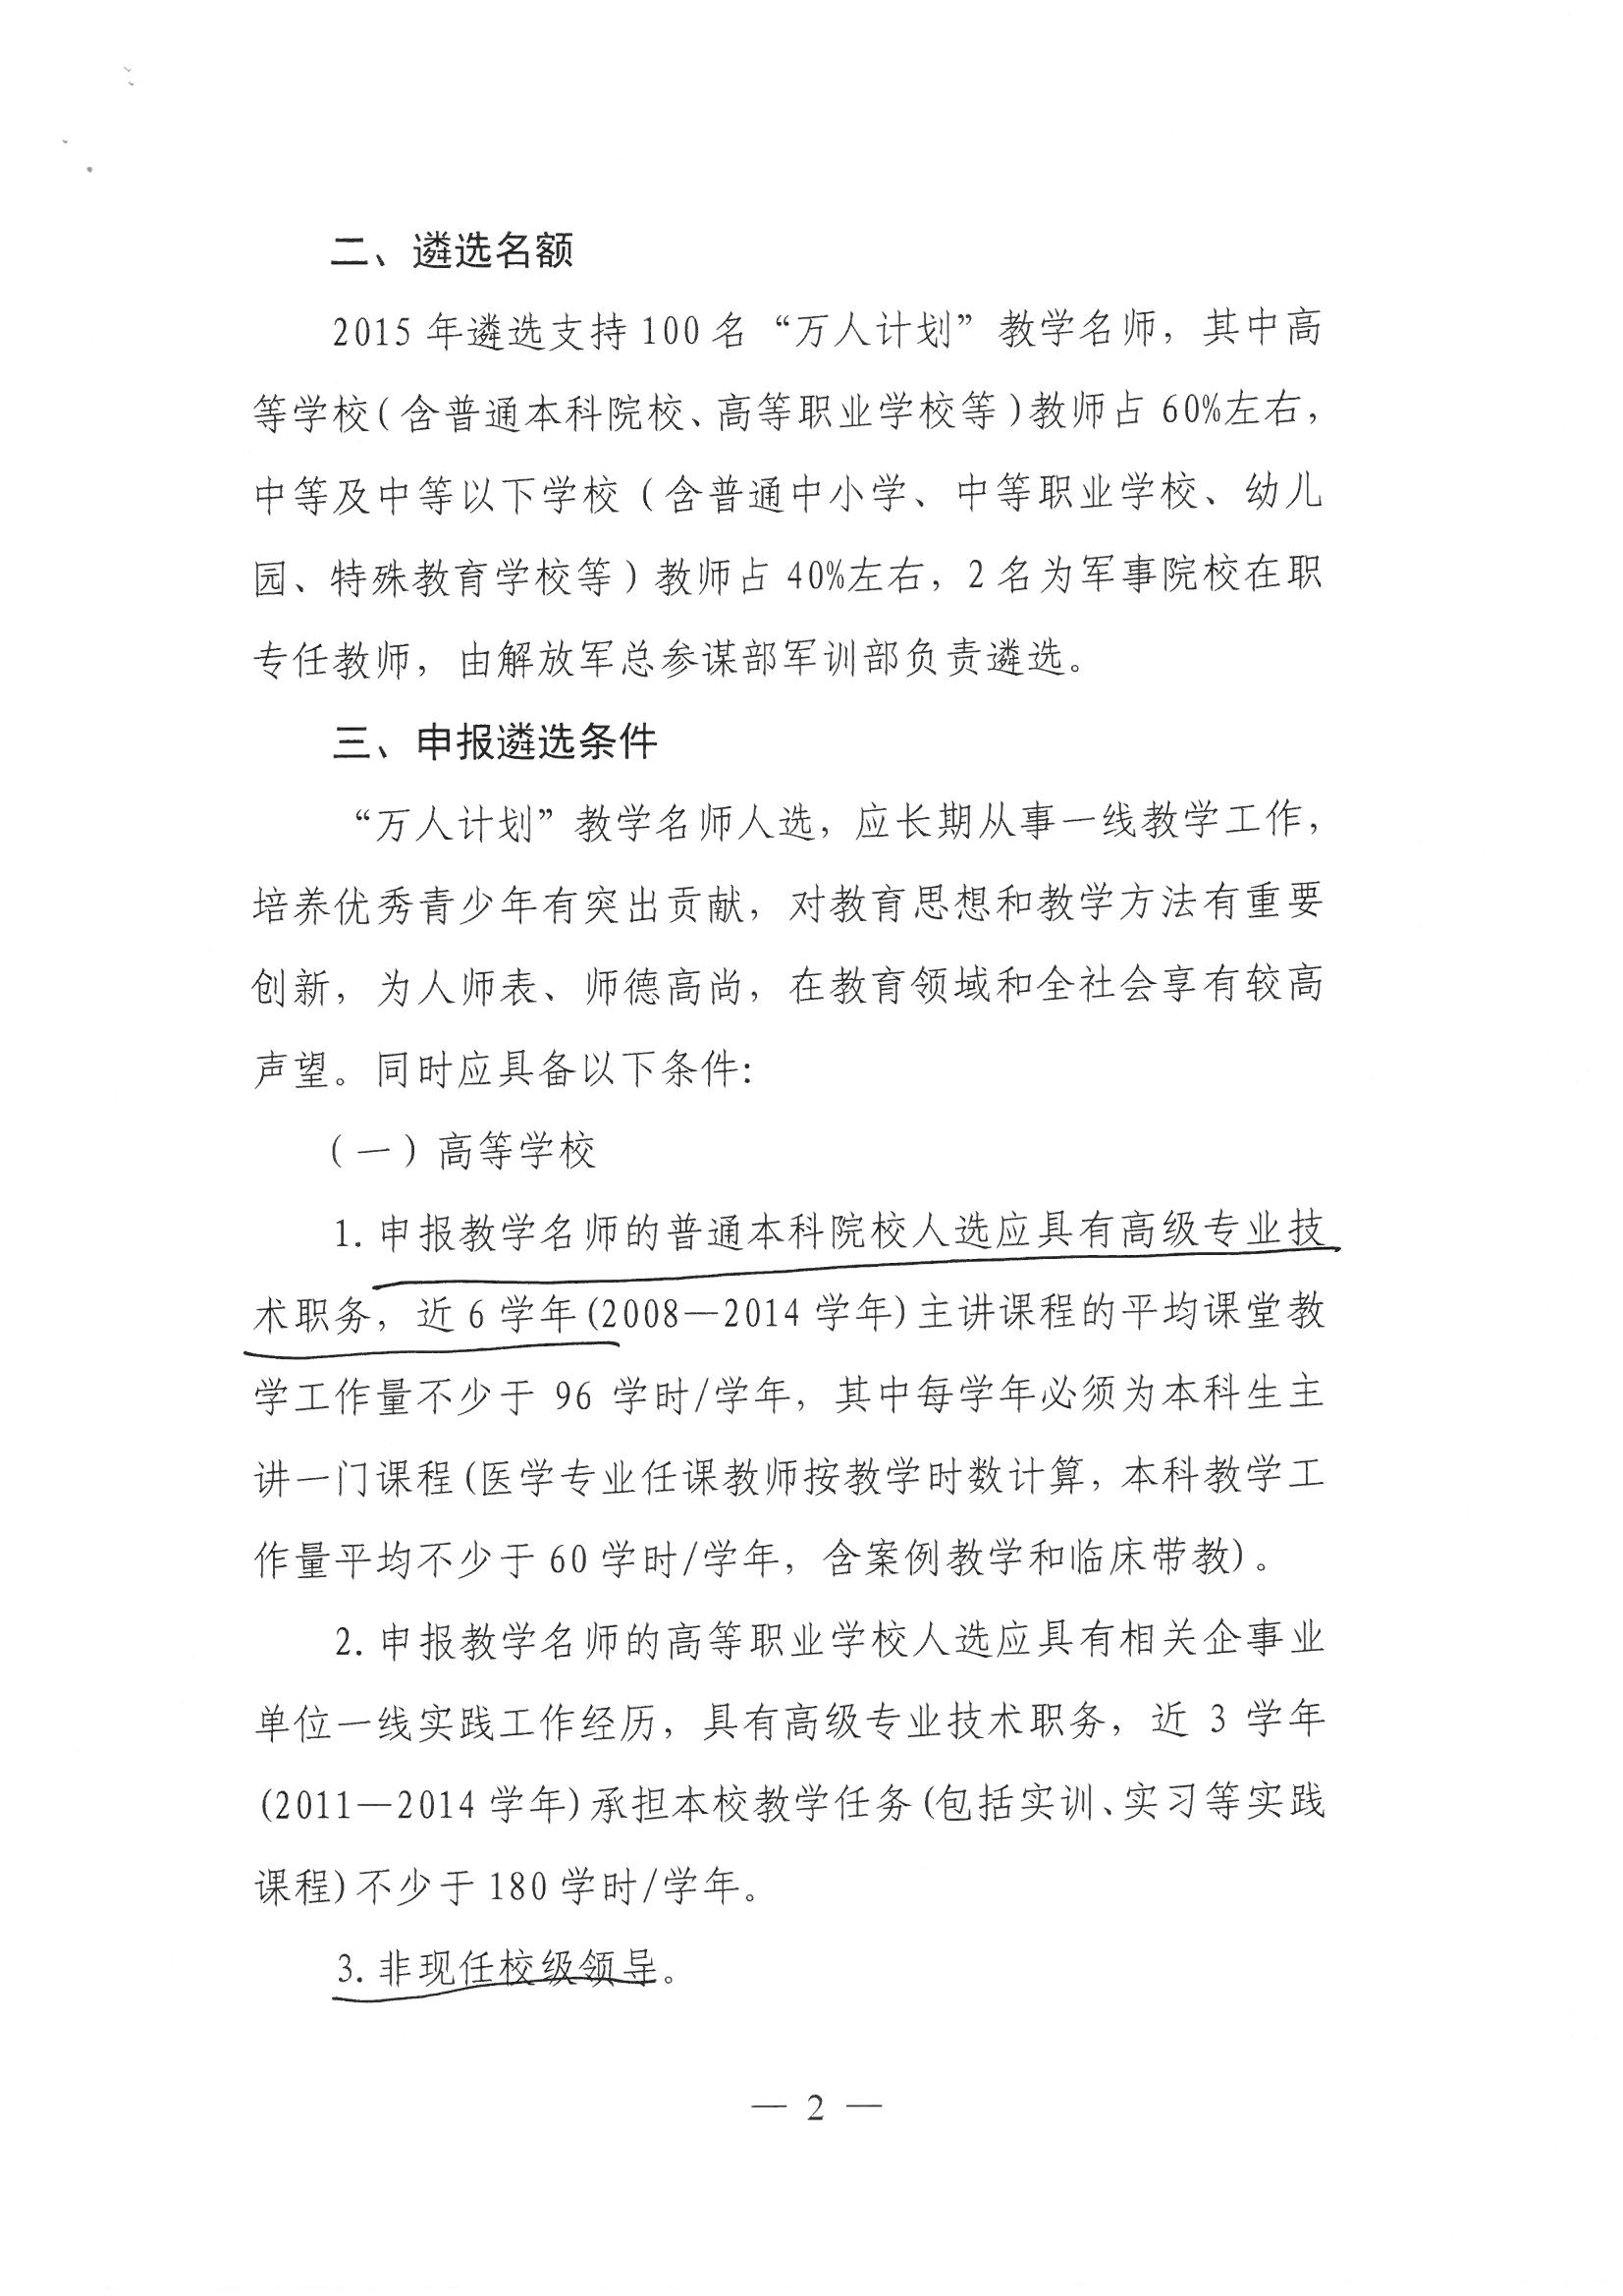 二、遴选名额
2015年遴选支持100名“万人计划”教学名师，其中高
等学校(含普通本科院校、高等职业学校等)教师占60%左右，
中等及中等以下学校（含普通中小学、中等职业学校、幼儿
园、特殊教育学校等）教师占40%左右，2名为军事院校在职
专任教师，由解放军总参谋部军训部负责遴选。
三、申报遴选条件
“万人计划”教学名师人选，应长期从事一线教学工作，
培养优秀青少年有突出贡献，对教育思想和教学方法有重要
创新，为人师表、师德高尚，在教育领域和全社会享有较高
声望。同时应具备以下条件：
（一）高等学校
1.申报教学名师的普通本科院校人选应具有高级专业技
术职务，近6学年(2008—2014学年)主讲课程的平均课堂教
学工作量不少于96学时/学年，其中每学年必须为本科生主
讲一门课程(医学专业任课教师按教学时数计算，本科教学工
作量平均不少于60学时/学年，含案例教学和临床带教)。
2.申报教学名师的高等职业学校人选应具有相关企事业
单位一线实践工作经历，具有高级专业技术职务，近3学年
(2011—2014学年)承担本校教学任务(包括实训、实习等实践
课程)不少于180学时/学年。
3.非现任校级领导。
— 2 —